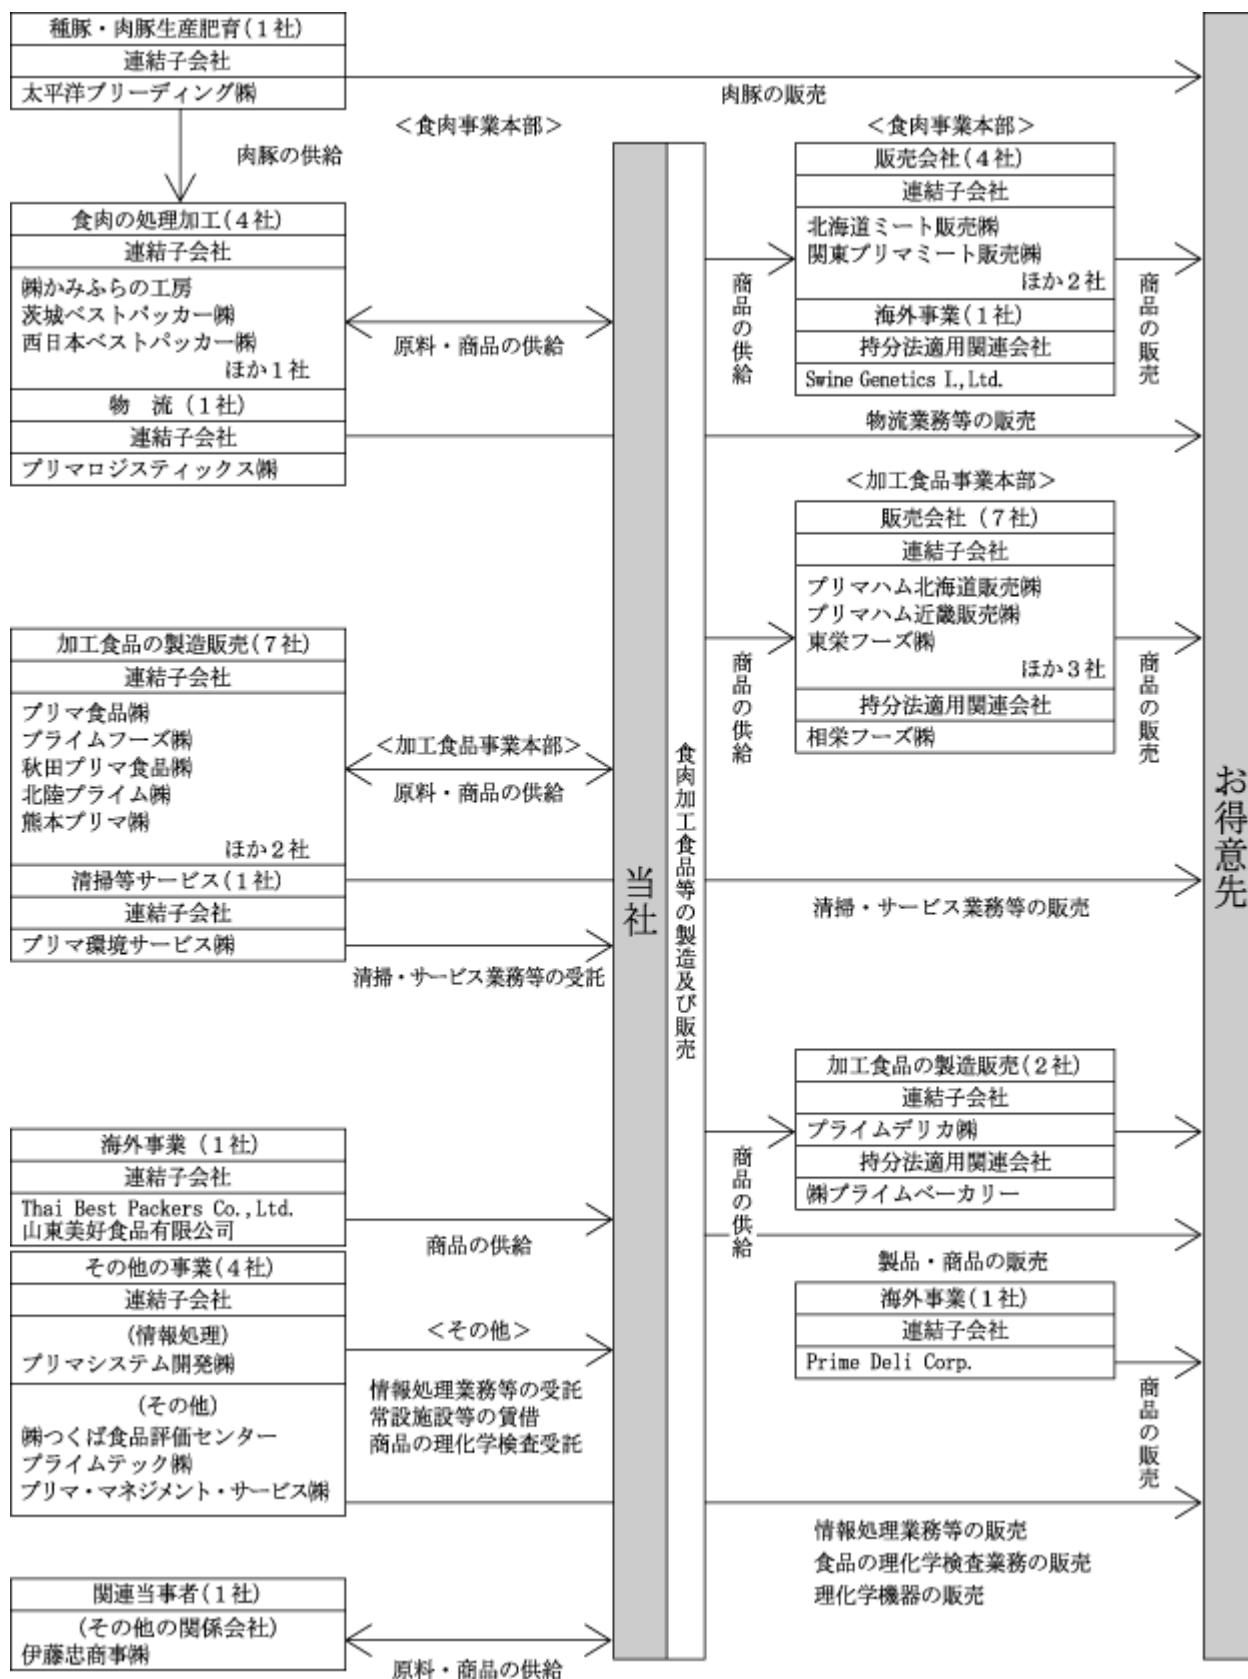 種豚・肉豚生産肥育(１社)
連結子会社
太平洋ブリーディング㈱
肉豚の販売
肉豚の供給
＜食肉事業本部＞
食肉の処理加工(４社)
連結子会社
㈱かみふらの工房
茨城ベストパッカー㈱
西日本ベストパッカー㈱
ほか１社
原料・商品の供給
物　流（１社）
連結子会社
プリマロジスティックス㈱
＜食肉事業本部＞
販売会社(４社)
連結子会社
北海道ミート販売㈱
関東プリマミート販売㈱
ほか２社
海外事業(１社)
持分法適用関連会社
Swine Genetics I.,Ltd.
商品の供給
商品の販売
物流業務等の販売
＜加工食品事業本部＞
販売会社（７社）
連結子会社
プリマハム北海道販売㈱
プリマハム近畿販売㈱
東栄フーズ㈱
ほか３社
持分法適用関連会社
相栄フーズ㈱
商品の供給
商品の販売
加工食品の製造販売(７社)
連結子会社
プリマ食品㈱
プライムフーズ㈱
秋田プリマ食品㈱
北陸プライム㈱
熊本プリマ㈱
ほか２社
＜加工食品事業本部＞
原料・商品の供給
清掃等サービス(１社)
連結子会社
プリマ環境サービス㈱
清掃・サービス業務等の受託
当社
食肉加工食品等の製造及び販売
お得意先
清掃・サービス業務等の販売
加工食品の製造販売(２社)
連結子会社
プライムデリカ㈱
持分法適用関連会社
㈱プライムベーカリー
商品の供給
製品・商品の販売
海外事業（１社）
連結子会社
Thai Best Packers Co.,Ltd.
山東美好食品有限公司
商品の供給
その他の事業(４社)
連結子会社
(情報処理)
プリマシステム開発㈱
(その他)
㈱つくば食品評価センター
プライムテック㈱
プリマ・マネジメント・サービス㈱
＜その他＞
情報処理業務等の受託
常設施設等の賃借
商品の理化学検査受託
海外事業(１社)
連結子会社
Prime Deli Corp.
商品の販売
情報処理業務等の販売
食品の理化学検査業務の販売
理化学機器の販売
関連当事者(１社)
(その他の関係会社)
伊藤忠商事㈱
原料・商品の供給